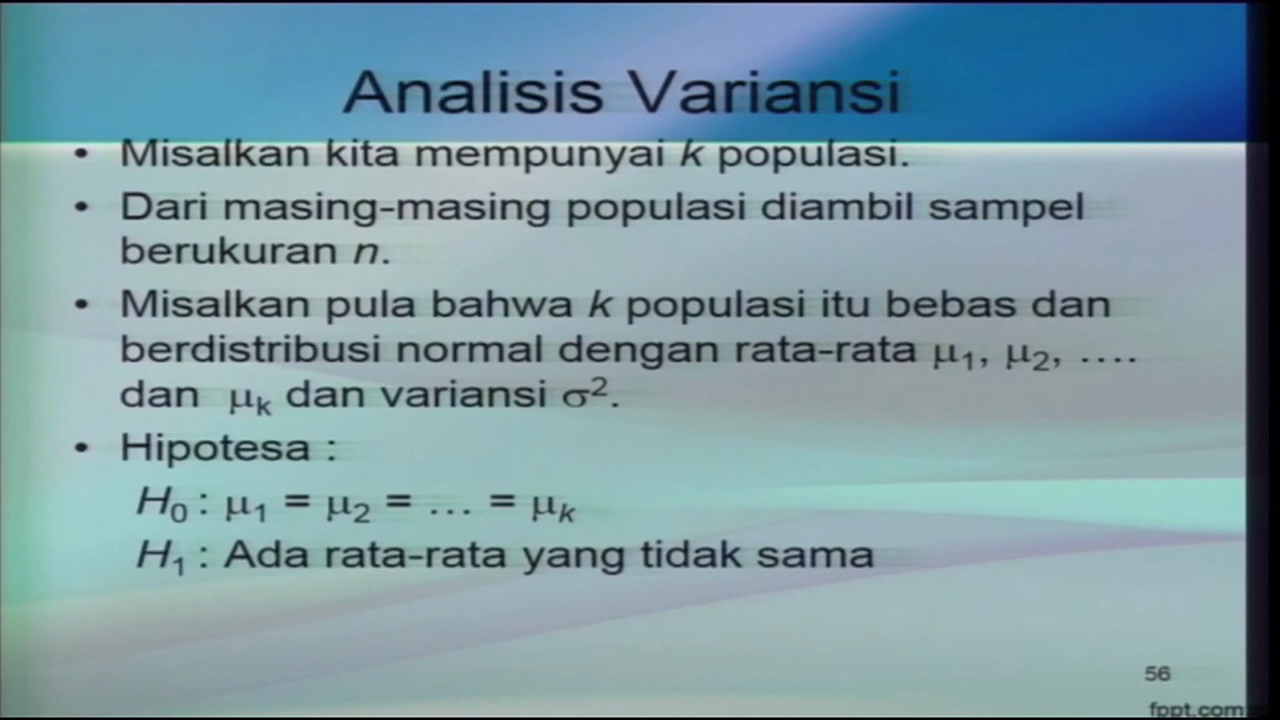 Analisis Variansi
• Misalkan kita mempunyai k populasi.
• Dari masing-masing populasi diambil sampel
berukuran n.
• Misalkan pula bahwa k populasi itu bebas dan
berdistribusi normal dengan rata-rata μ1, μ2, ....
dan μk dan variansi σ².
• Hipotesa :
H0 : μ1 = μ2 = ... = μk
H1 : Ada rata-rata yang tidak sama
56
fppt.com